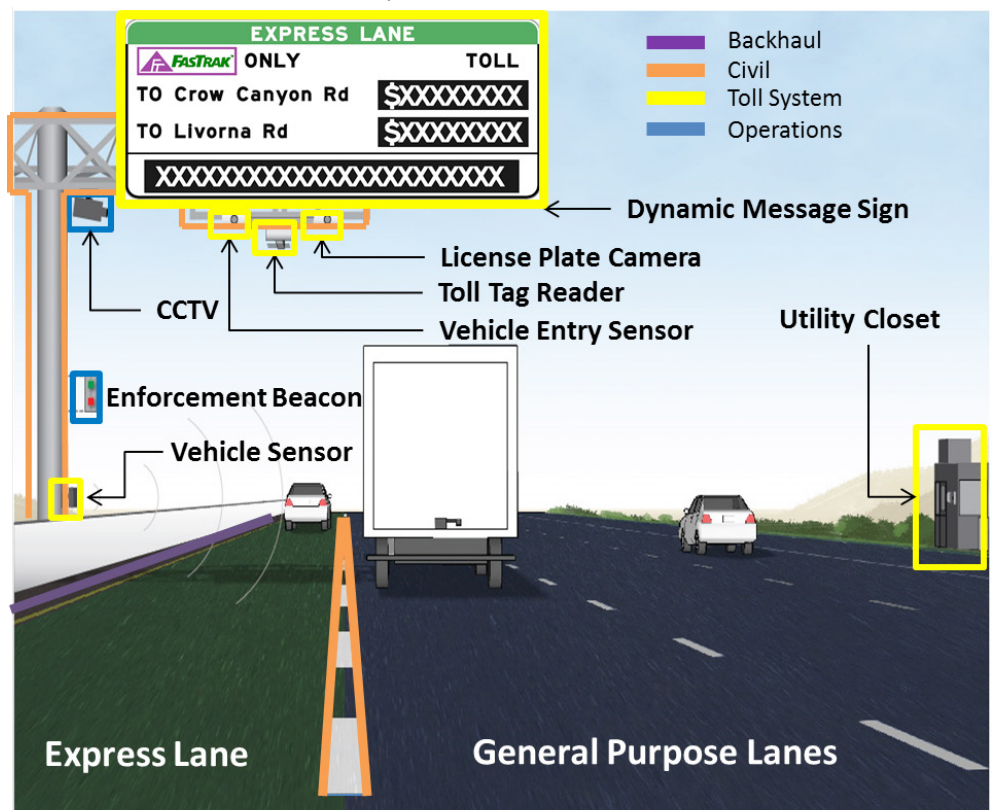 EXPRESS LANE
FASTRAK ONLY TOLL
TO Crow Canyon Rd $XXXXXXXX
TO Livorna Rd $XXXXXXXX
XXXXXXXXXXXXXXXXXXXXXXXX
Backhaul
Civil
Toll System
Operations
Dynamic Message Sign
License Plate Camera
Toll Tag Reader
Vehicle Entry Sensor
CCTV
Utility Closet
Enforcement Beacon
Vehicle Sensor
Express Lane
General Purpose Lanes